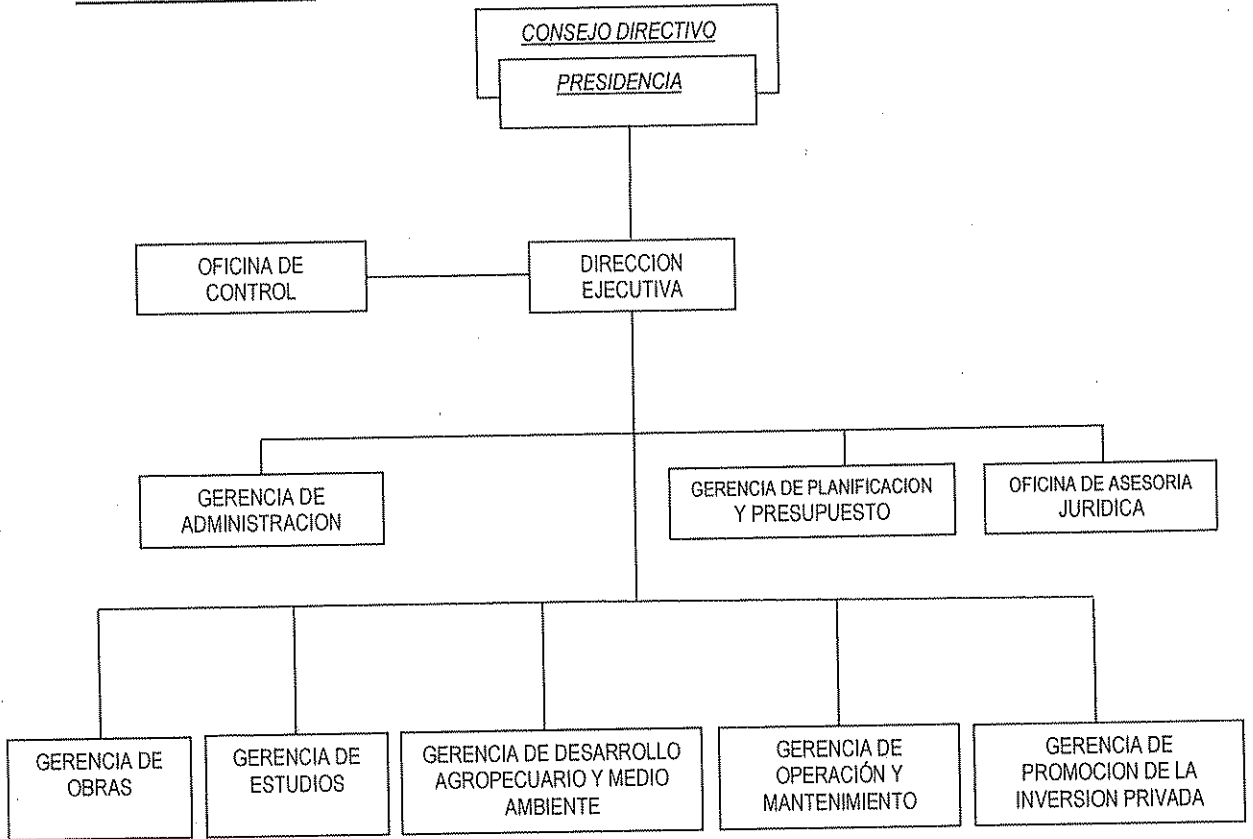 CONSEJO DIRECTIVO
PRESIDENCIA
OFICINA DE
CONTROL
DIRECCION
EJECUTIVA
GERENCIA DE
ADMINISTRACION
GERENCIA DE PLANIFICACION
Y PRESUPUESTO
OFICINA DE ASESORIA
JURIDICA
GERENCIA DE
OBRAS
GERENCIA DE
ESTUDIOS
GERENCIA DE DESARROLLO
AGROPECUARIO Y MEDIO
AMBIENTE
GERENCIA DE
OPERACIÓN Y
MANTENIMIENTO
GERENCIA DE
PROMOCION DE LA
INVERSION PRIVADA